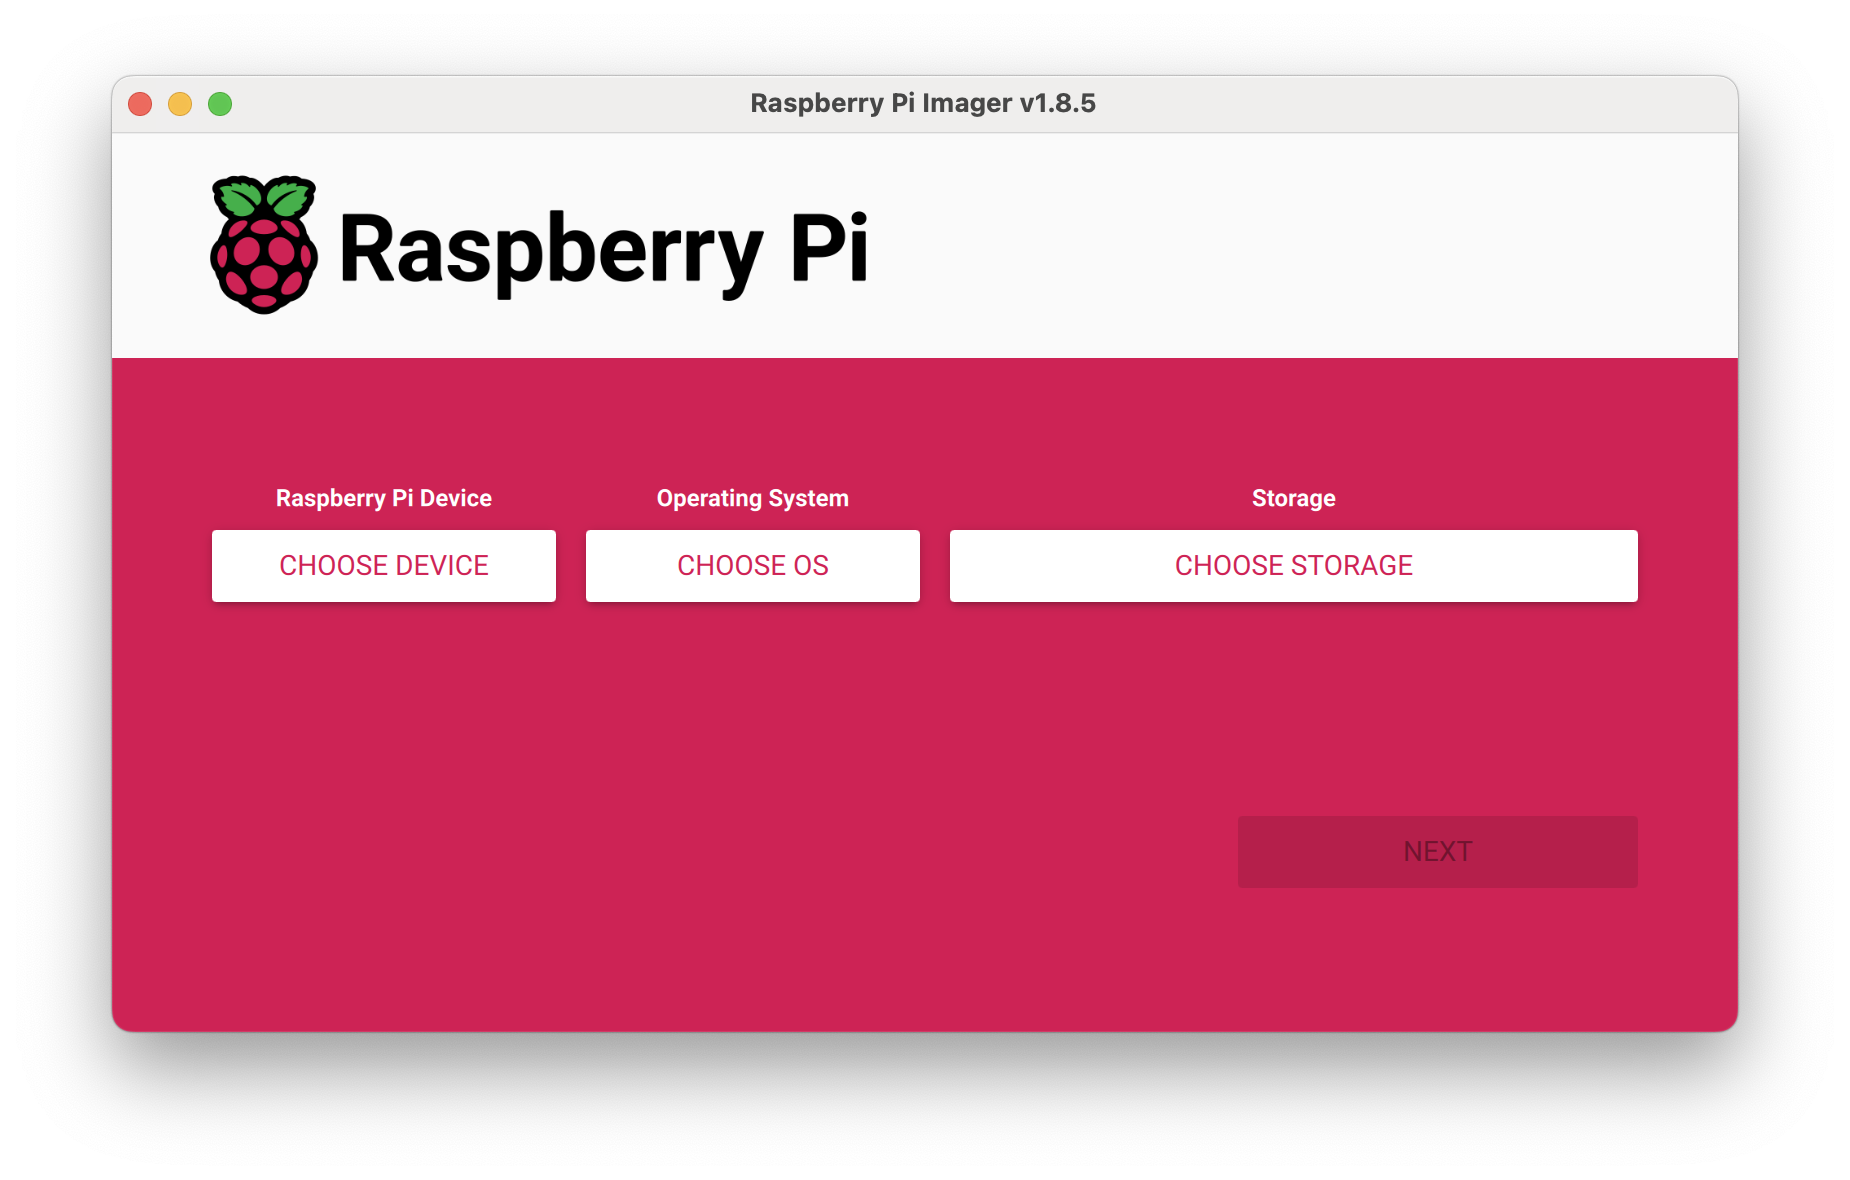 Raspberry Pi Imager v1.8.5
Raspberry Pi
Raspberry Pi Device
Operating System
Storage
CHOOSE DEVICE
CHOOSE OS
CHOOSE STORAGE
NEXT